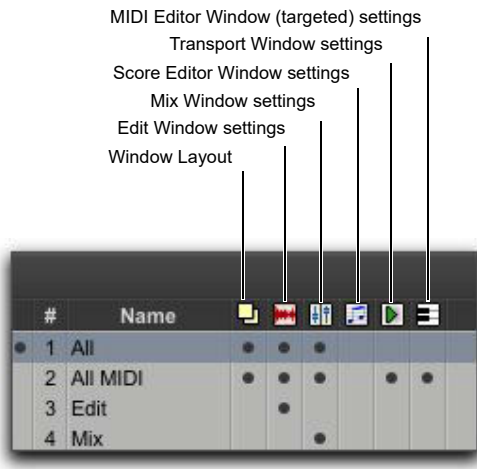 MIDI Editor Window (targeted) settings
Transport Window settings
Score Editor Window settings
Mix Window settings
Edit Window settings
Window Layout
# Name
1 All
2 All MIDI
3 Edit
4 Mix